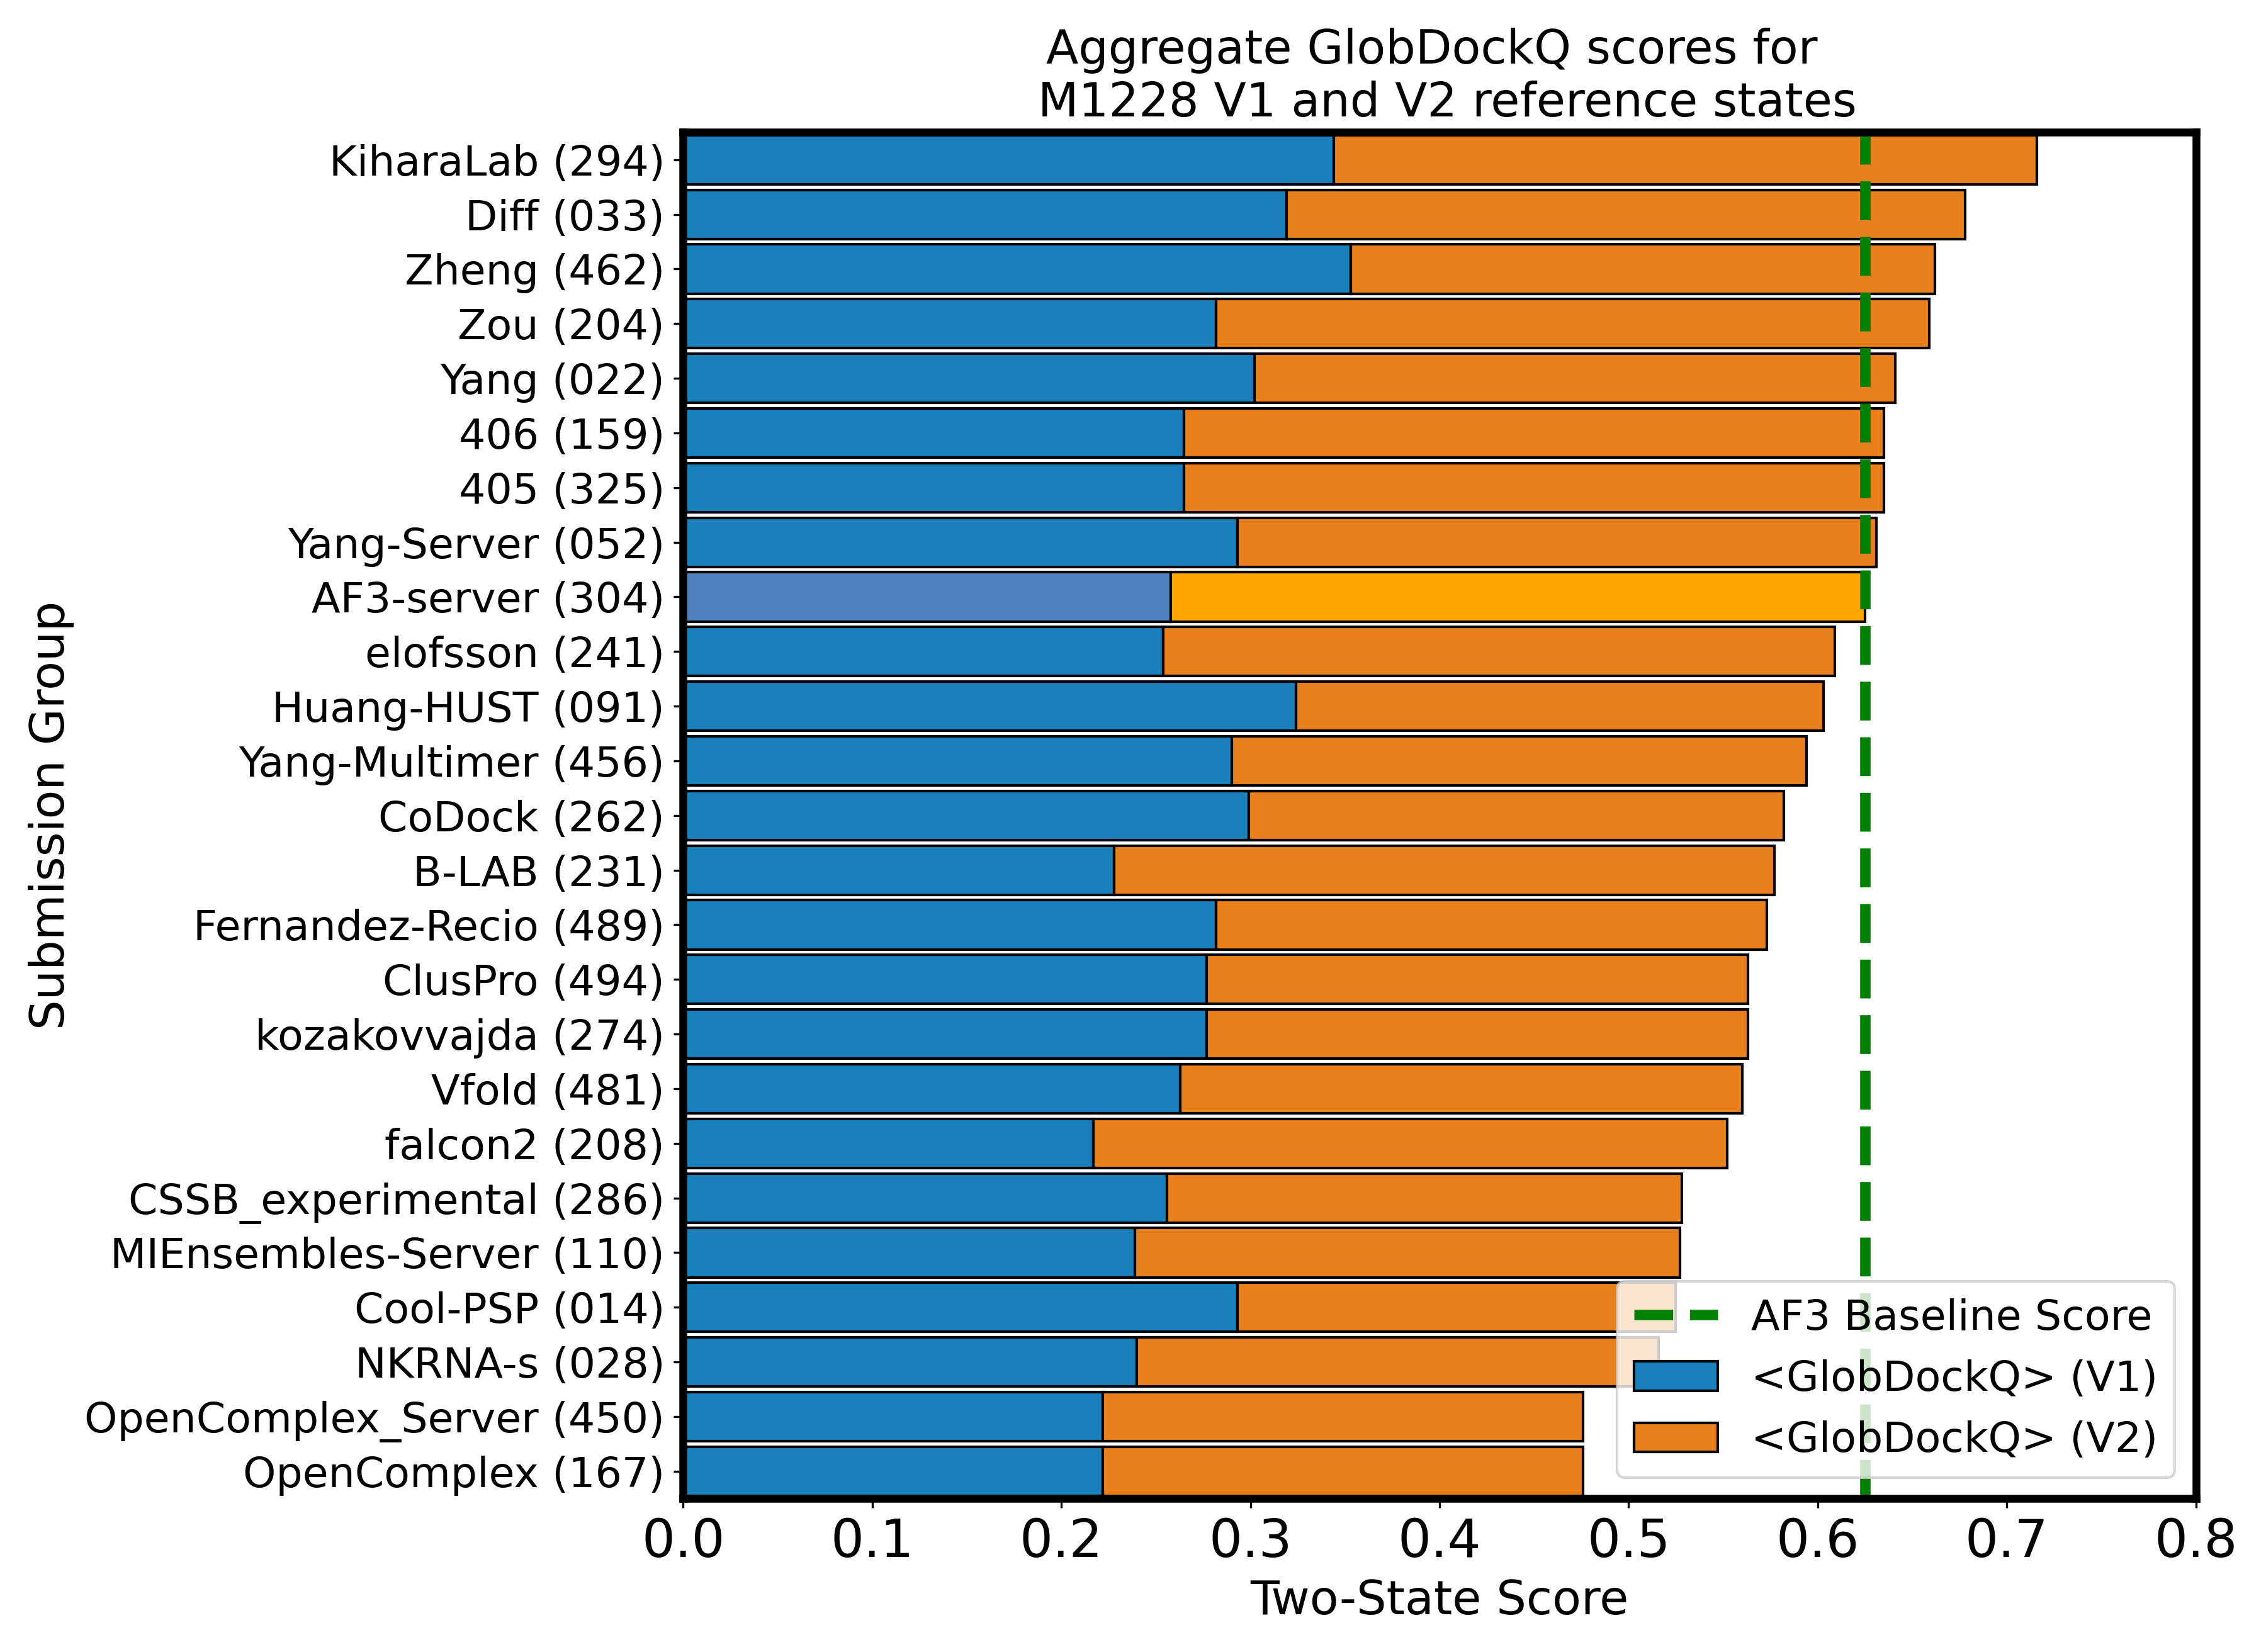 Aggregate GlobDockQ scores for
M1228 V1 and V2 reference states
Submission Group
KiharaLab (294)
Diff (033)
Zheng (462)
Zou (204)
Yang (022)
406 (159)
405 (325)
Yang-Server (052)
AF3-server (304)
elofsson (241)
Huang-HUST (091)
Yang-Multimer (456)
CoDock (262)
B-LAB (231)
Fernandez-Recio (489)
ClusPro (494)
kozakovvajda (274)
Vfold (481)
falcon2 (208)
CSSB_experimental (286)
MIEnsembles-Server (110)
Cool-PSP (014)
NKRNA-s (028)
OpenComplex_Server (450)
OpenComplex (167)
AF3 Baseline Score
<GlobDockQ> (V1)
<GlobDockQ> (V2)
0.0 0.1 0.2 0.3 0.4 0.5 0.6 0.7 0.8
Two-State Score